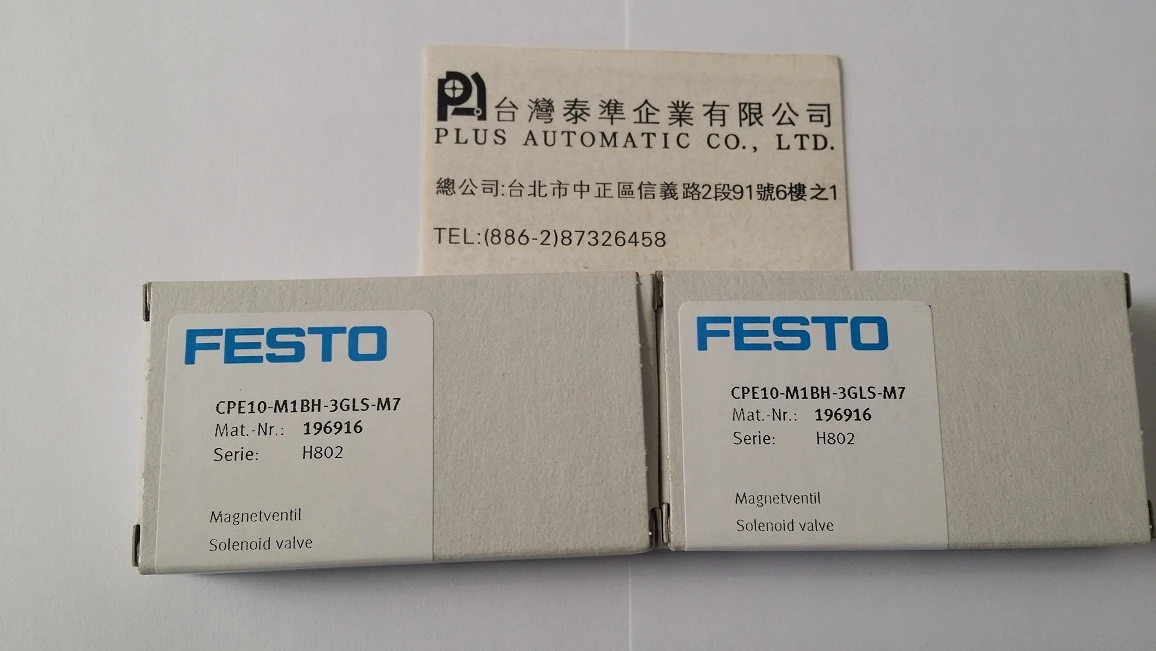 台灣泰準企業有限公司
PLUS AUTOMATIC CO., LTD.
總公司:台北市中正區信義路2段91號6樓之1
TEL:(886-2)87326458
FESTO
CPE10-M1BH-3GLS-M7
Mat.-Nr.: 196916
Serie: H802
Magnetventil
Solenoid valve
FESTO
CPE10-M1BH-3GLS-M7
Mat.-Nr.: 196916
Serie: H802
Magnetventil
Solenoid valve